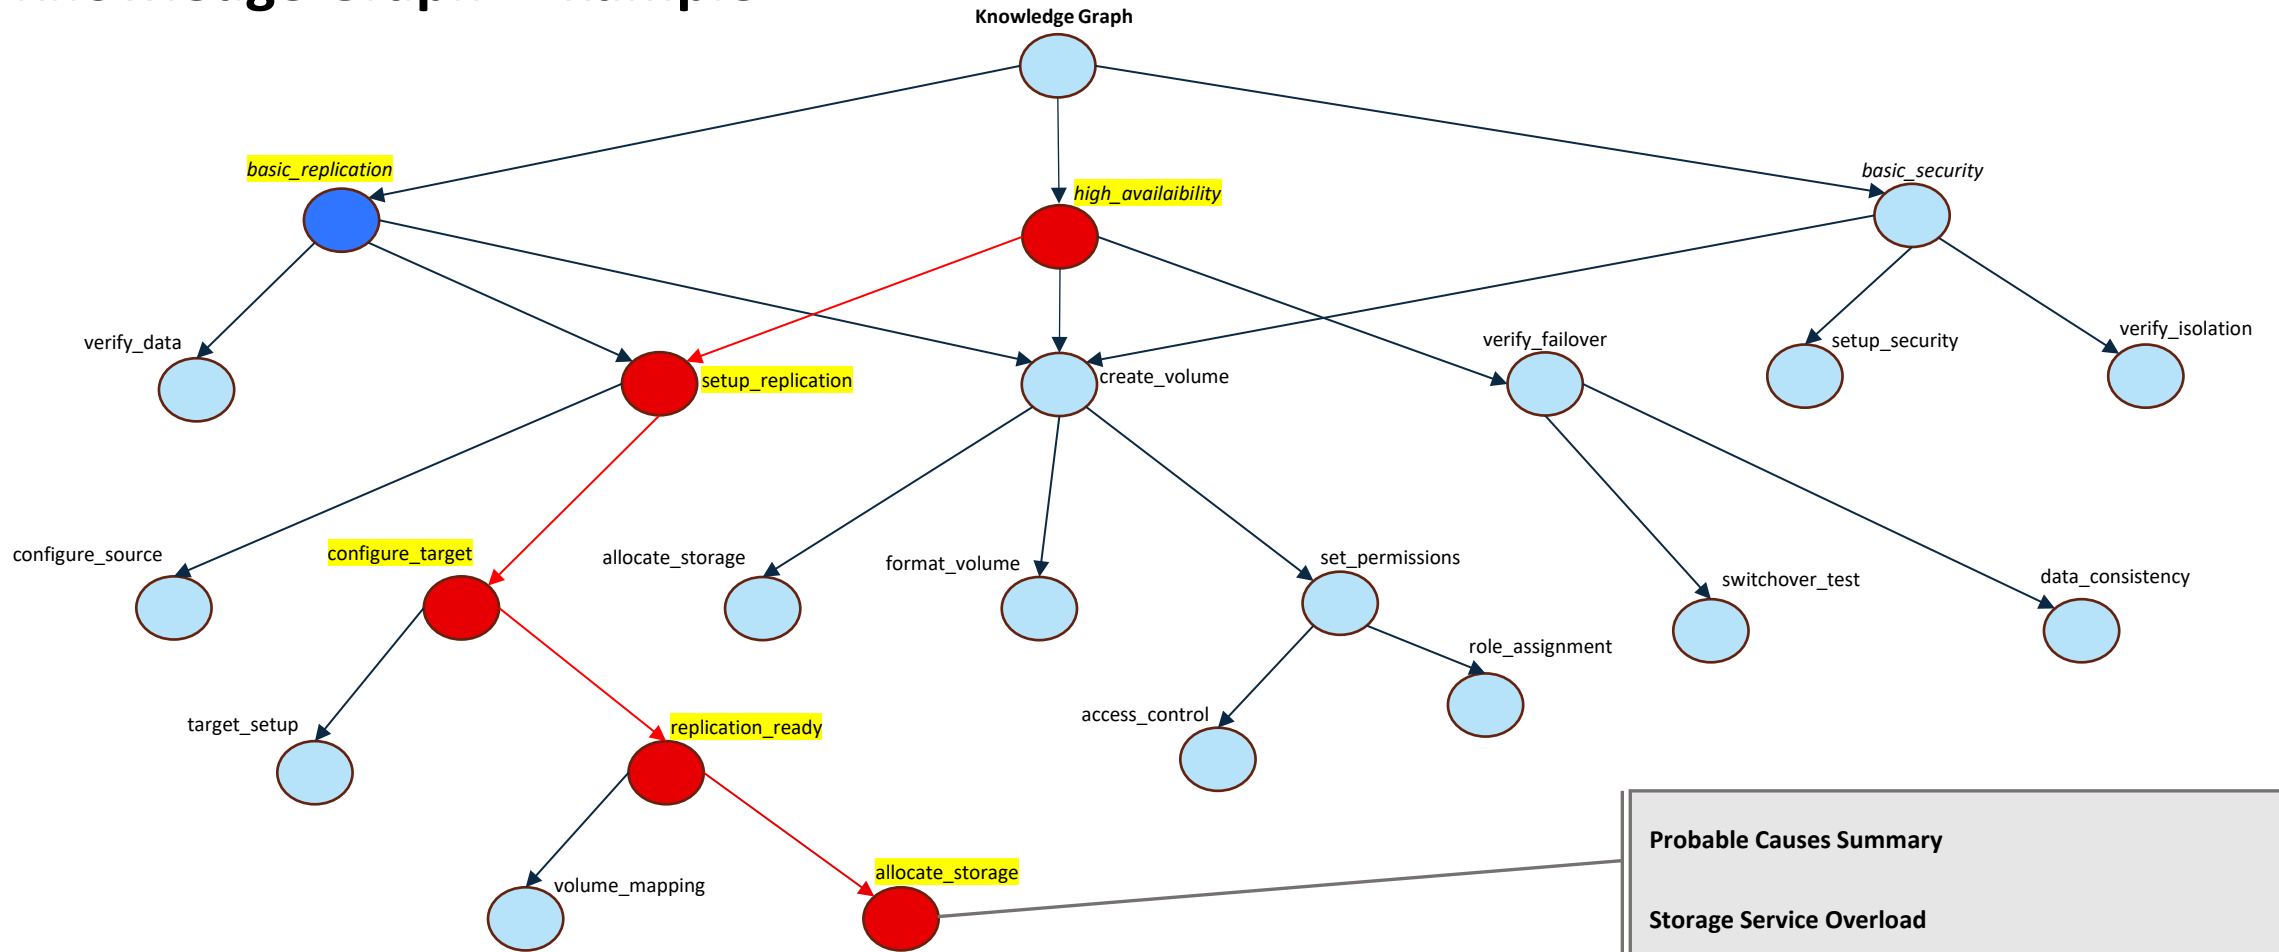 Knowledge Graph
basic_replication
high_availaibility
basic_security
verify_data
setup_replication
create_volume
verify_failover
setup_security
verify_isolation
configure_source
configure_target
allocate_storage
format_volume
set_permissions
switchover_test
data_consistency
role_assignment
target_setup
replication_ready
access_control
volume_mapping
allocate_storage
Probable Causes Summary
Storage Service Overload